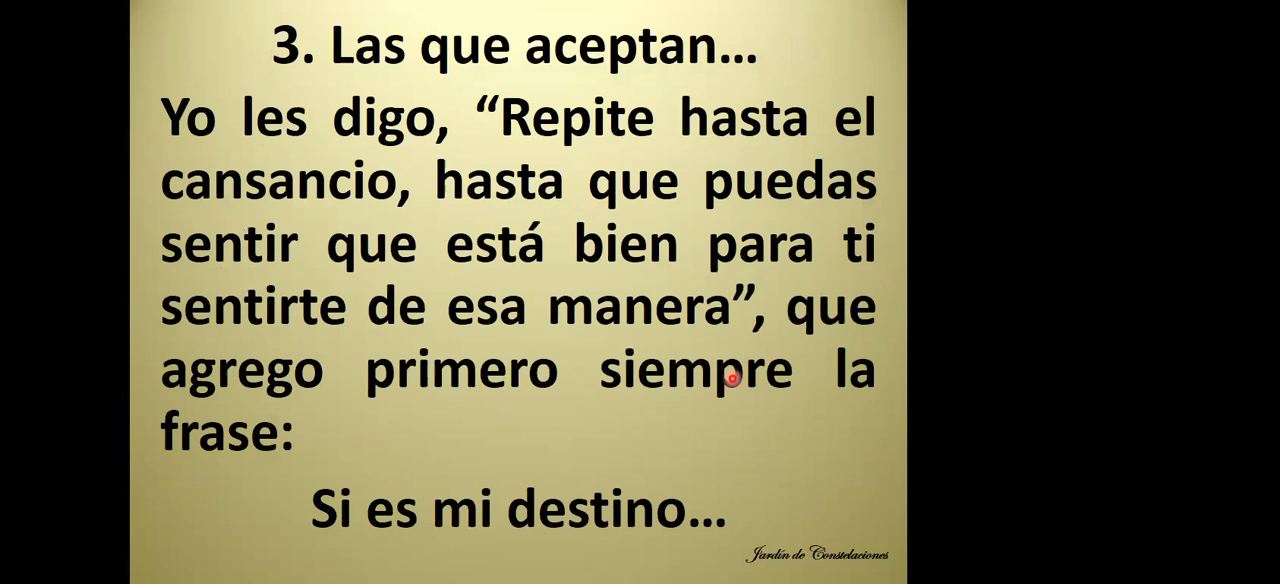 3. Las que aceptan...
Yo les digo, “Repite hasta el
cansancio, hasta que puedas
sentir que está bien para ti
sentirte de esa manera”, que
agrego primero siempre la
frase:
Si es mi destino...
Jardín de Constelaciones